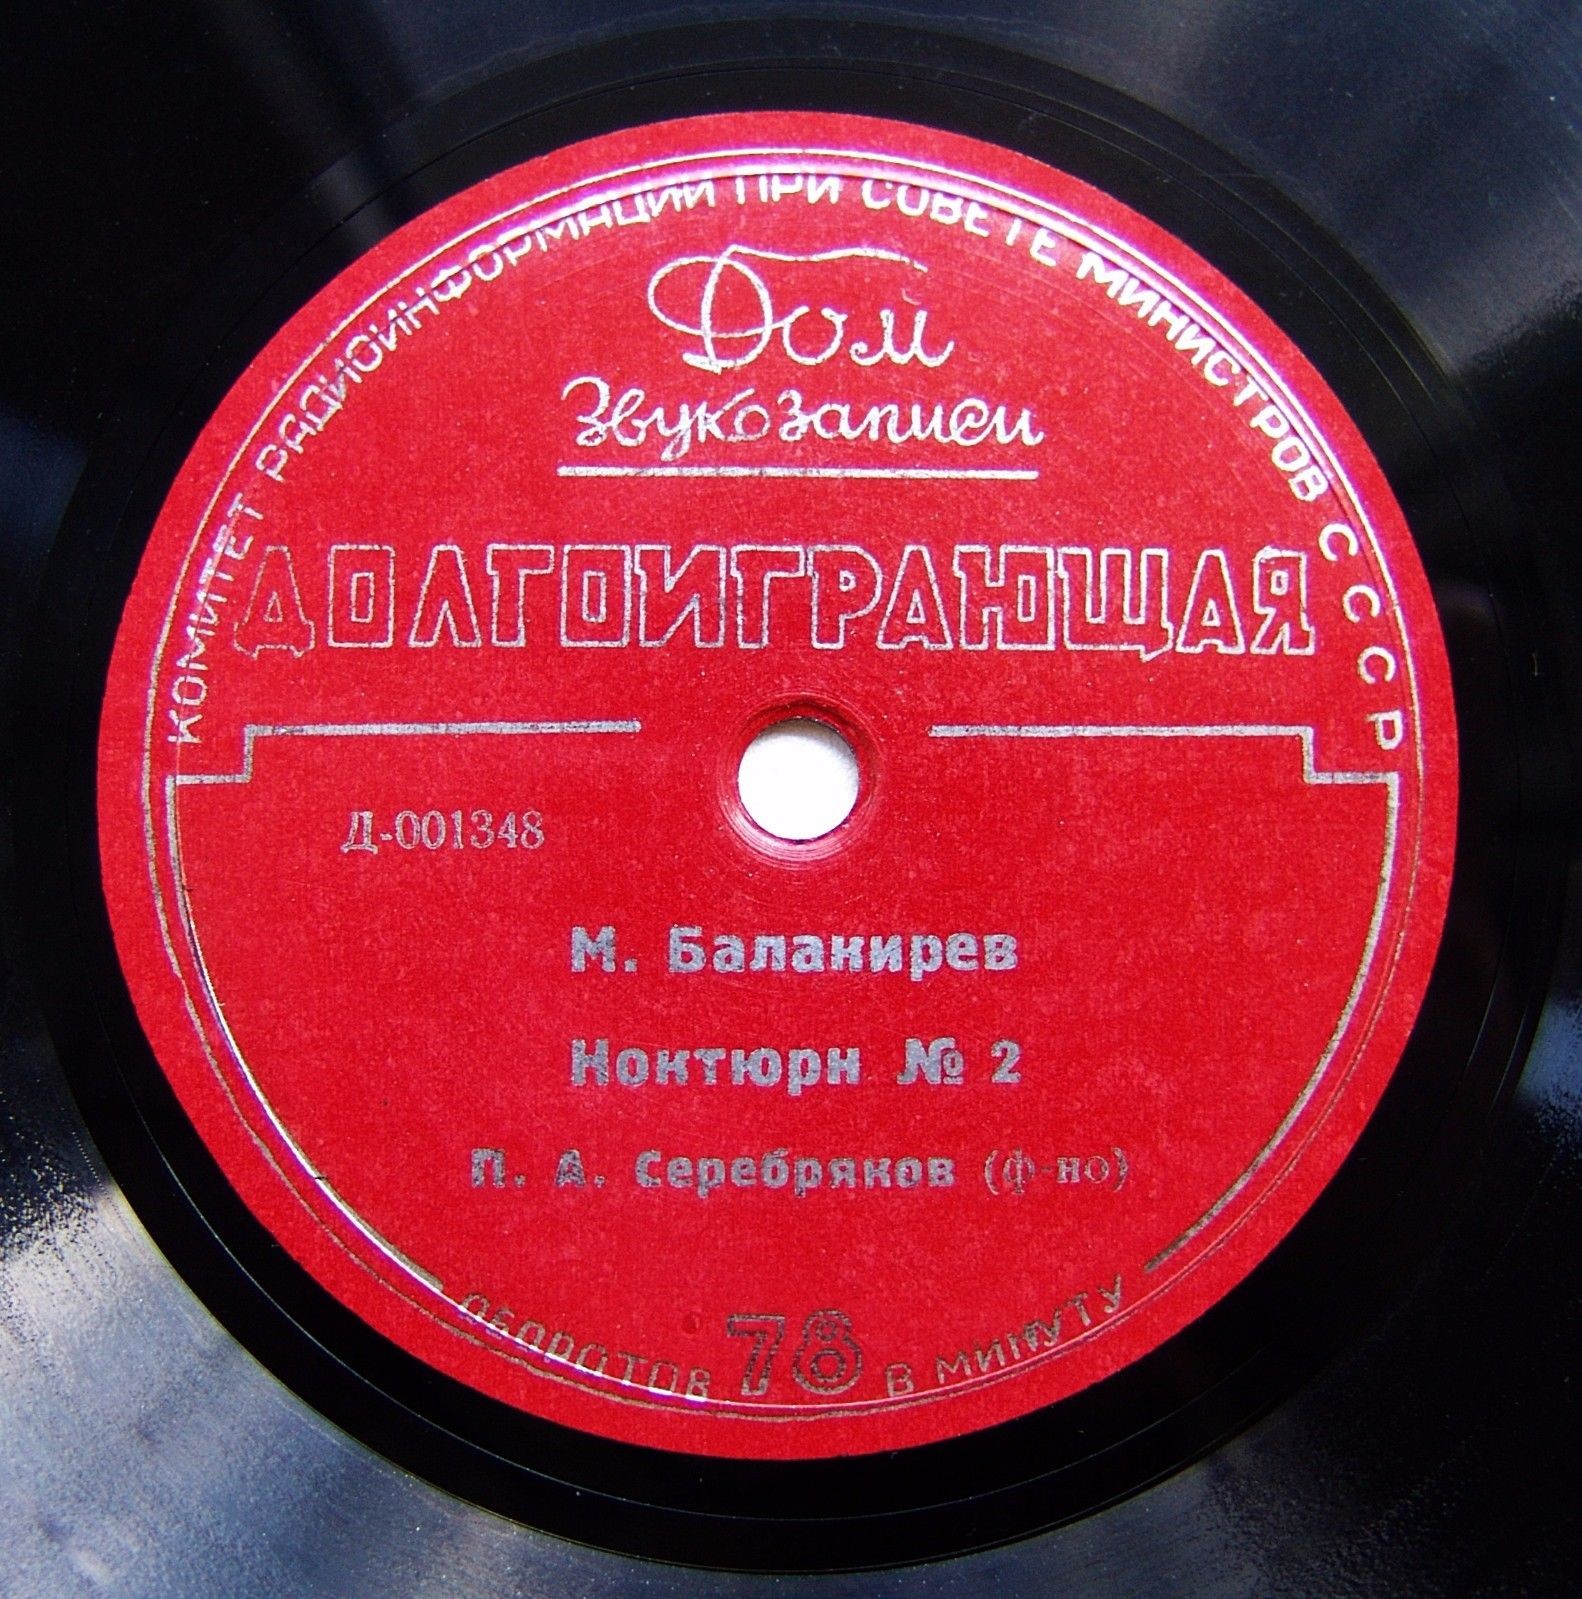 КОМИТЕТ РАДИОИНФОРМАЦИИ ПРИ СОВЕТЕ МИНИСТРОВ СССР
Дом
Звукозаписи
ДОЛГОИГРАЮЩАЯ
Д-001348
М. Балакирев
Ноктюрн № 2
П. А. Серебряков (ф-но)
ОБОРОТОВ 78 В МИНУТУ